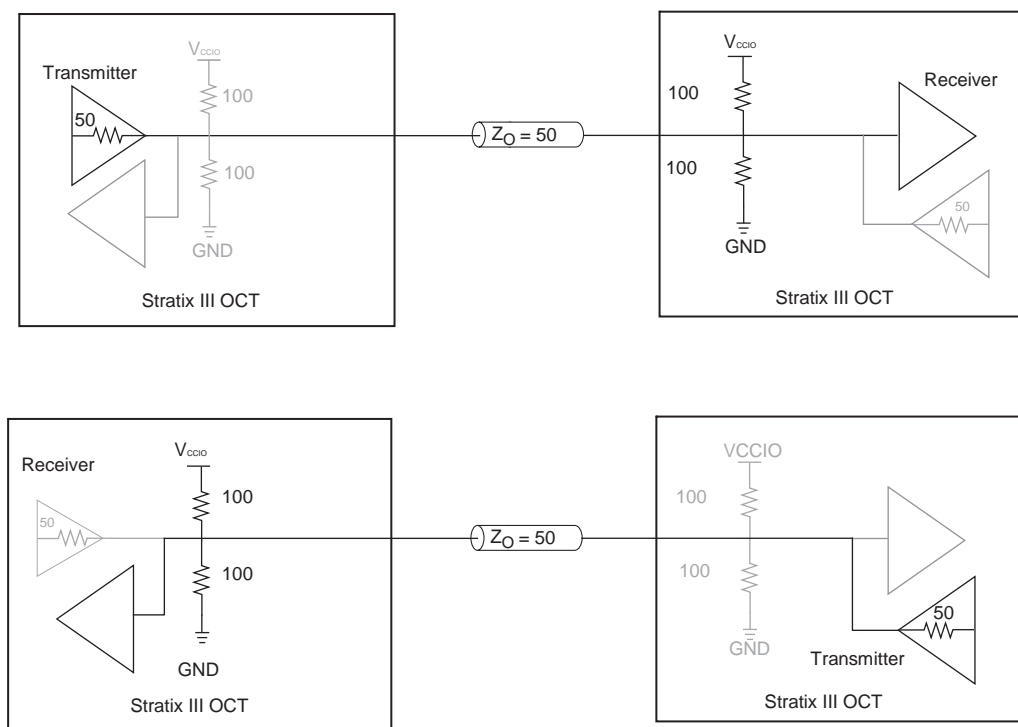 VCCIO
100
Transmitter
50
100
GND
Stratix III OCT
ZO = 50
VCCIO
100
Receiver
100
50
GND
Stratix III OCT
VCCIO
Receiver
100
50
100
GND
Stratix III OCT
ZO = 50
VCCIO
100
100
50
GND
Transmitter
Stratix III OCT